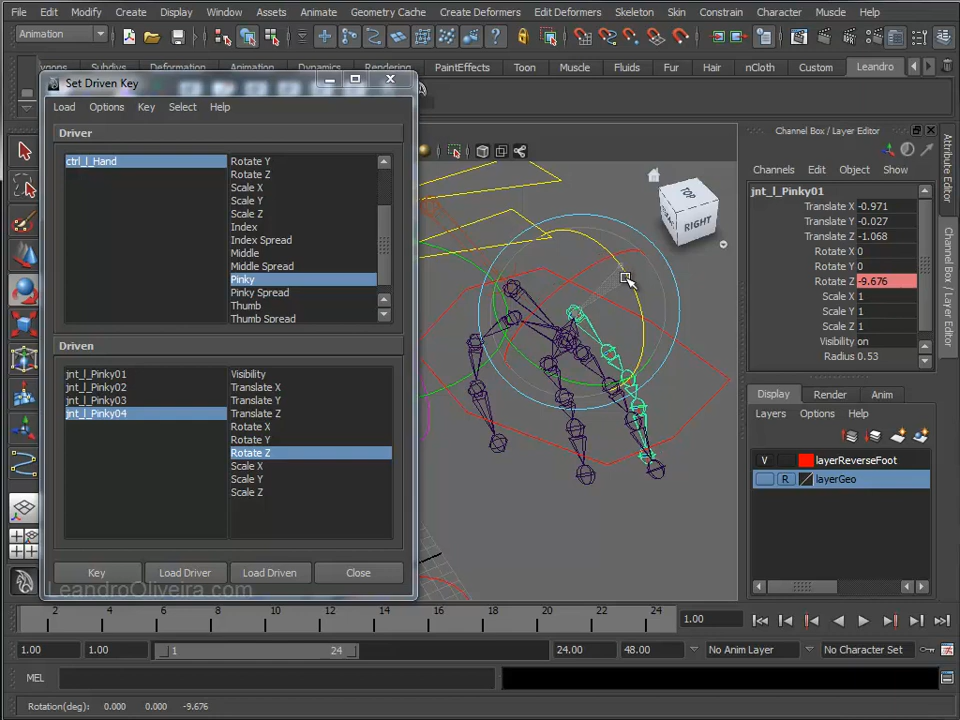 File Edit Modify Create Display Window Assets Animate Geometry Cache Create Deformers Edit Deformers Skeleton Skin Constrain Character Muscle Help
Animation
Subdivs Deformation Animation Dynamics Rendering PaintEffects Toon Muscle Fluids Fur Hair nCloth Custom Leandro
Set Driven Key
Load Options Key Select Help
Driver
ctrl_l_Hand
Rotate Y
Rotate Z
Scale X
Scale Y
Scale Z
Index
Index Spread
Middle
Middle Spread
Pinky
Pinky Spread
Thumb
Thumb Spread
Driven
jnt_l_Pinky01
jnt_l_Pinky02
jnt_l_Pinky03
jnt_l_Pinky04
Visibility
Translate X
Translate Y
Translate Z
Rotate X
Rotate Y
Rotate Z
Scale X
Scale Y
Scale Z
Key Load Driver Load Driven Close
LeandroOliveira.com
TOP
RIGHT
Channel Box / Layer Editor
Channels Edit Object Show
jnt_l_Pinky01
Translate X -0.971
Translate Y -0.027
Translate Z -1.068
Rotate X 0
Rotate Y 0
Rotate Z -9.676
Scale X 1
Scale Y 1
Scale Z 1
Visibility on
Radius 0.53
Display Render Anim
Layers Options Help
V layerReverseFoot
R layerGeo
Attribute Editor
Channel Box / Layer Editor
2 4 6 8 10 12 14 16 18 20 22 24
1.00
1.00 1.00 1 24 24.00 48.00 No Anim Layer No Character Set
MEL
Rotation(deg): 0.000 0.000 -9.676